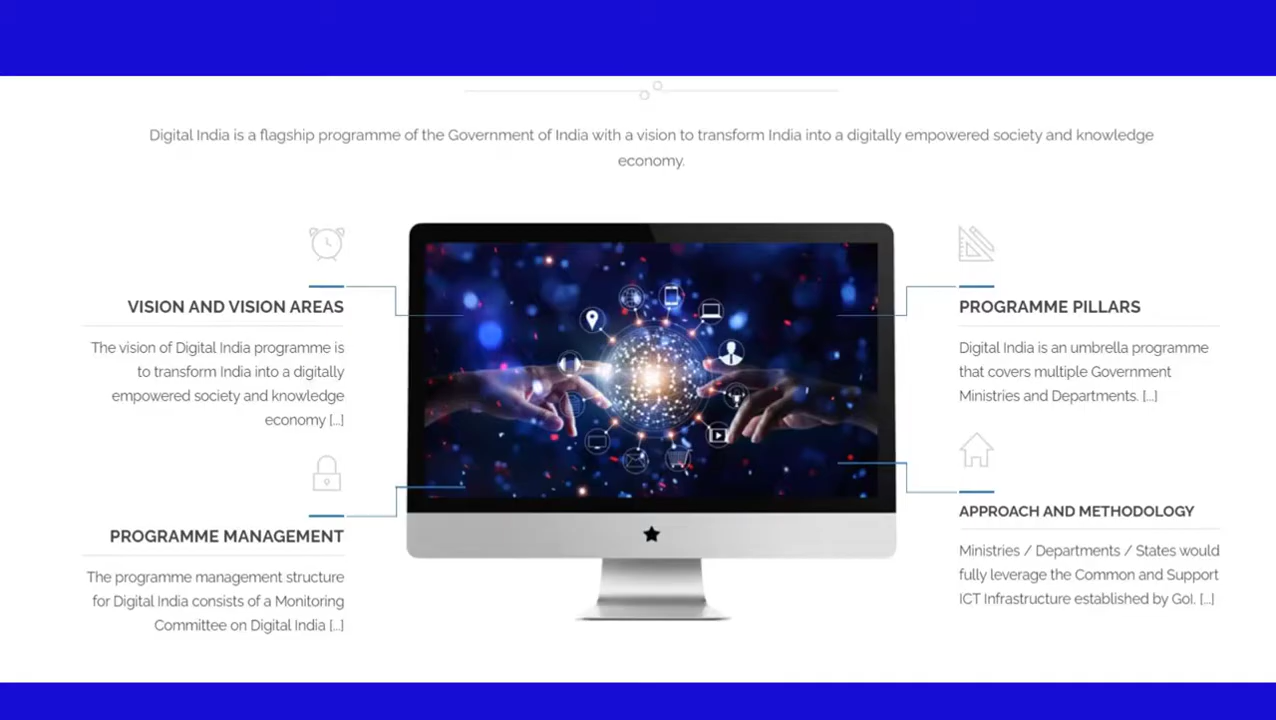 Digital India is a flagship programme of the Government of India with a vision to transform India into a digitally empowered society and knowledge
economy.
VISION AND VISION AREAS
The vision of Digital India programme is
to transform India into a digitally
empowered society and knowledge
economy [...]
PROGRAMME MANAGEMENT
The programme management structure
for Digital India consists of a Monitoring
Committee on Digital India [...]
PROGRAMME PILLARS
Digital India is an umbrella programme
that covers multiple Government
Ministries and Departments. [...]
APPROACH AND METHODOLOGY
Ministries / Departments / States would
fully leverage the Common and Support
ICT Infrastructure established by GoI. [...]